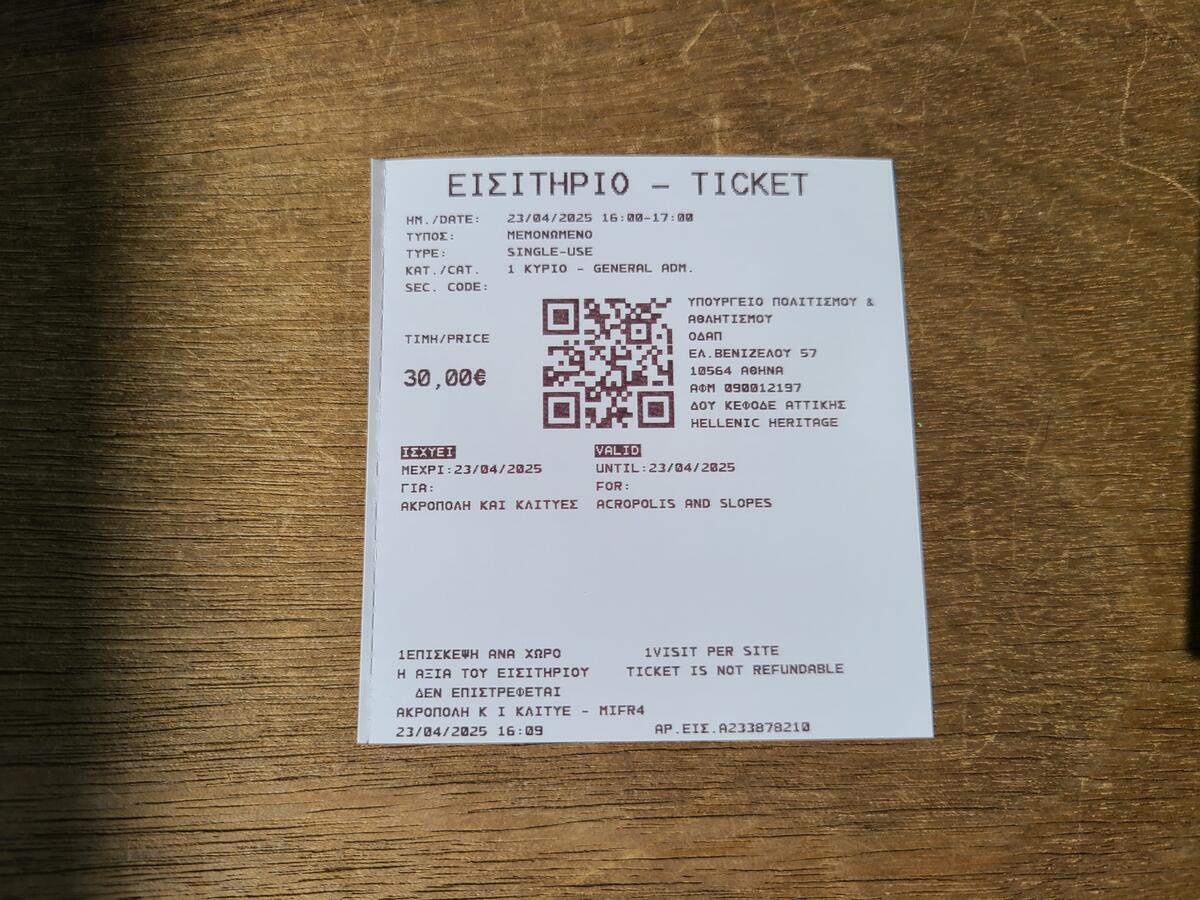 ΕΙΣΙΤΗΡΙΟ - TICKET
ΗΜ./DATE: 23/04/2025 16:00-17:00
ΤΥΠΟΣ: ΜΕΜΟΝΩΜΕΝΟ
TYPE: SINGLE-USE
ΚΑΤ./CAT. 1 ΚΥΡΙΟ - GENERAL ADM.
SEC. CODE:
ΤΙΜΗ/PRICE
30,00€
ΥΠΟΥΡΓΕΙΟ ΠΟΛΙΤΙΣΜΟΥ &
ΑΘΛΗΤΙΣΜΟΥ
ΟΔΑΠ
ΕΛ.ΒΕΝΙΖΕΛΟΥ 57
10564 ΑΘΗΝΑ
ΑΦΜ 090012197
ΔΟΥ ΚΕΦΟΔΕ ΑΤΤΙΚΗΣ
HELLENIC HERITAGE
ΙΣΧΥΕΙ VALID
ΜΕΧΡΙ:23/04/2025 UNTIL:23/04/2025
ΓΙΑ: FOR:
ΑΚΡΟΠΟΛΗ ΚΑΙ ΚΛΙΤΥΕΣ ACROPOLIS AND SLOPES
1ΕΠΙΣΚΕΨΗ ΑΝΑ ΧΩΡΟ 1VISIT PER SITE
Η ΑΞΙΑ ΤΟΥ ΕΙΣΙΤΗΡΙΟΥ TICKET IS NOT REFUNDABLE
ΔΕΝ ΕΠΙΣΤΡΕΦΕΤΑΙ
ΑΚΡΟΠΟΛΗ Κ Ι ΚΛΙΤΥΕ - MIFR4
23/04/2025 16:09 ΑΡ.ΕΙΣ.A233878210